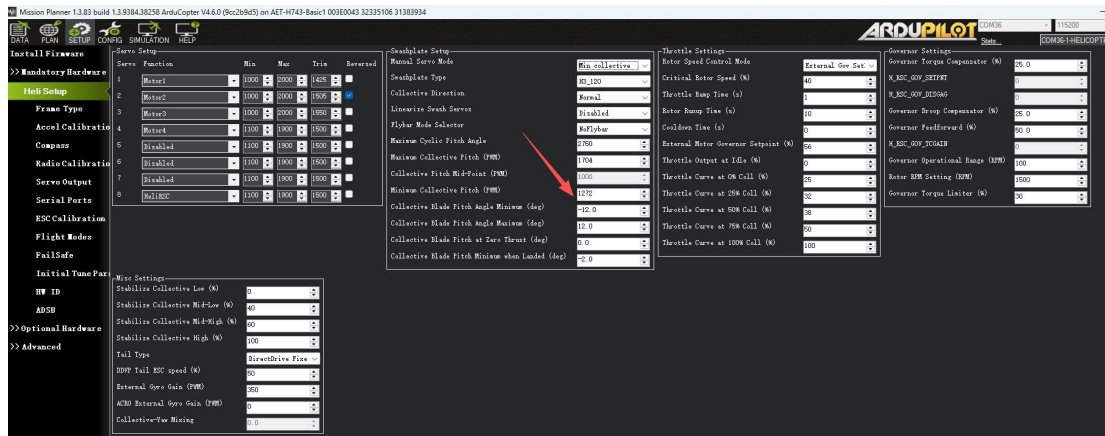 Mission Planner 1.3.83 build 1.3.9384.38258 ArduCopter V4.6.0 (9cc2b9d5) on AET-H743-Basic1 003E0043 32335106 31383934
DATA PLAN SETUP CONFIG SIMULATION HELP
ARDUPILOT
COM36 115200
Stats... COM36-1-HELICOPTE
Install Firmware
>> Mandatory Hardware
Heli Setup
Frame Type
Accel Calibratio
Compass
Radio Calibratio
Servo Output
Serial Ports
ESC Calibration
Flight Modes
FailSafe
Initial Tune Par
HW ID
ADSB
>> Optional Hardware
>> Advanced
Servo Setup
Servo Function Min Max Trim Reversed
1 Motor1 1000 2000 1425
2 Motor2 1000 2000 1505
3 Motor3 1000 2000 1550
4 Motor4 1100 1900 1500
5 Disabled 1100 1900 1500
6 Disabled 1100 1900 1500
7 Disabled 1100 1900 1500
8 HeliRSC 1100 1900 1500
Misc Settings
Stabilize Collective Low (%) 0
Stabilize Collective Mid-Low (%) 40
Stabilize Collective Mid-High (%) 60
Stabilize Collective High (%) 100
Tail Type DirectDrive Fixe
DDVP Tail ESC speed (%) 50
External Gyro Gain (PWM) 350
ACRO External Gyro Gain (PWM) 0
Collective-Yaw Mixing 0.0
Swashplate Setup
Manual Servo Mode Min collective
Swashplate Type H3_120
Collective Direction Normal
Linearize Swash Servos Disabled
Flybar Mode Selector NoFlybar
Maximum Cyclic Pitch Angle 2750
Maximum Collective Pitch (PWM) 1704
Collective Pitch Mid-Point (PWM) 1000
Minimum Collective Pitch (PWM) 1272
Collective Blade Pitch Angle Minimum (deg) -12.0
Collective Blade Pitch Angle Maximum (deg) 12.0
Collective Blade Pitch at Zero Thrust (deg) 0.0
Collective Blade Pitch Minimum when Landed (deg) -2.0
Throttle Settings
Rotor Speed Control Mode External Gov Set
Critical Rotor Speed (%) 40
Throttle Ramp Time (s) 1
Rotor Runup Time (s) 10
Cooldown Time (s) 0
External Motor Governor Setpoint (%) 56
Throttle Output at Idle (%) 0
Throttle Curve at 0% Coll (%) 25
Throttle Curve at 25% Coll (%) 32
Throttle Curve at 50% Coll (%) 38
Throttle Curve at 75% Coll (%) 50
Throttle Curve at 100% Coll (%) 100
Governor Settings
Governor Torque Compensator (%) 25.0
H_RSC_GOV_SETPNT 0
H_RSC_GOV_DISGAG 0
Governor Droop Compensator (%) 25.0
Governor Feedforward (%) 50.0
H_RSC_GOV_TCGAIN 0
Governor Operational Range (RPM) 100
Rotor RPM Setting (RPM) 1500
Governor Torque Limiter (%) 30